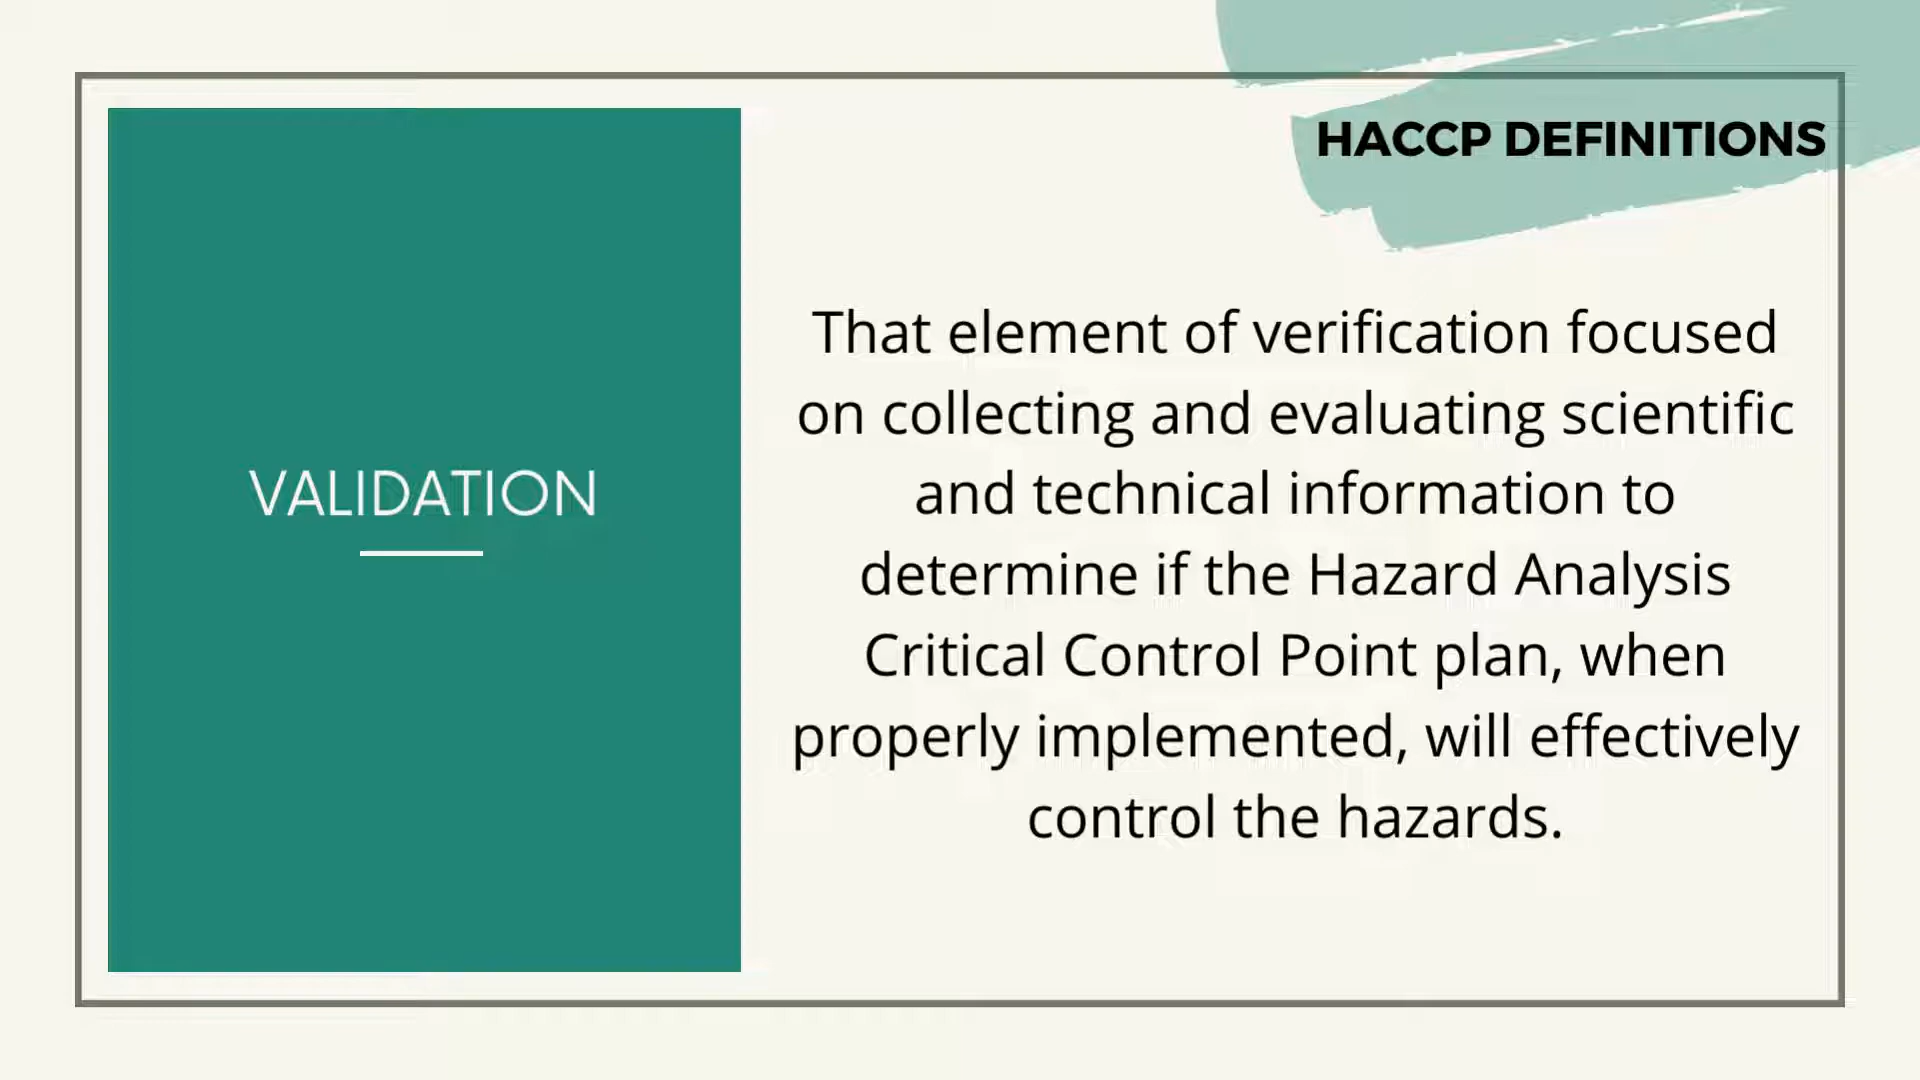 HACCP DEFINITIONS
VALIDATION
That element of verification focused
on collecting and evaluating scientific
and technical information to
determine if the Hazard Analysis
Critical Control Point plan, when
properly implemented, will effectively
control the hazards.